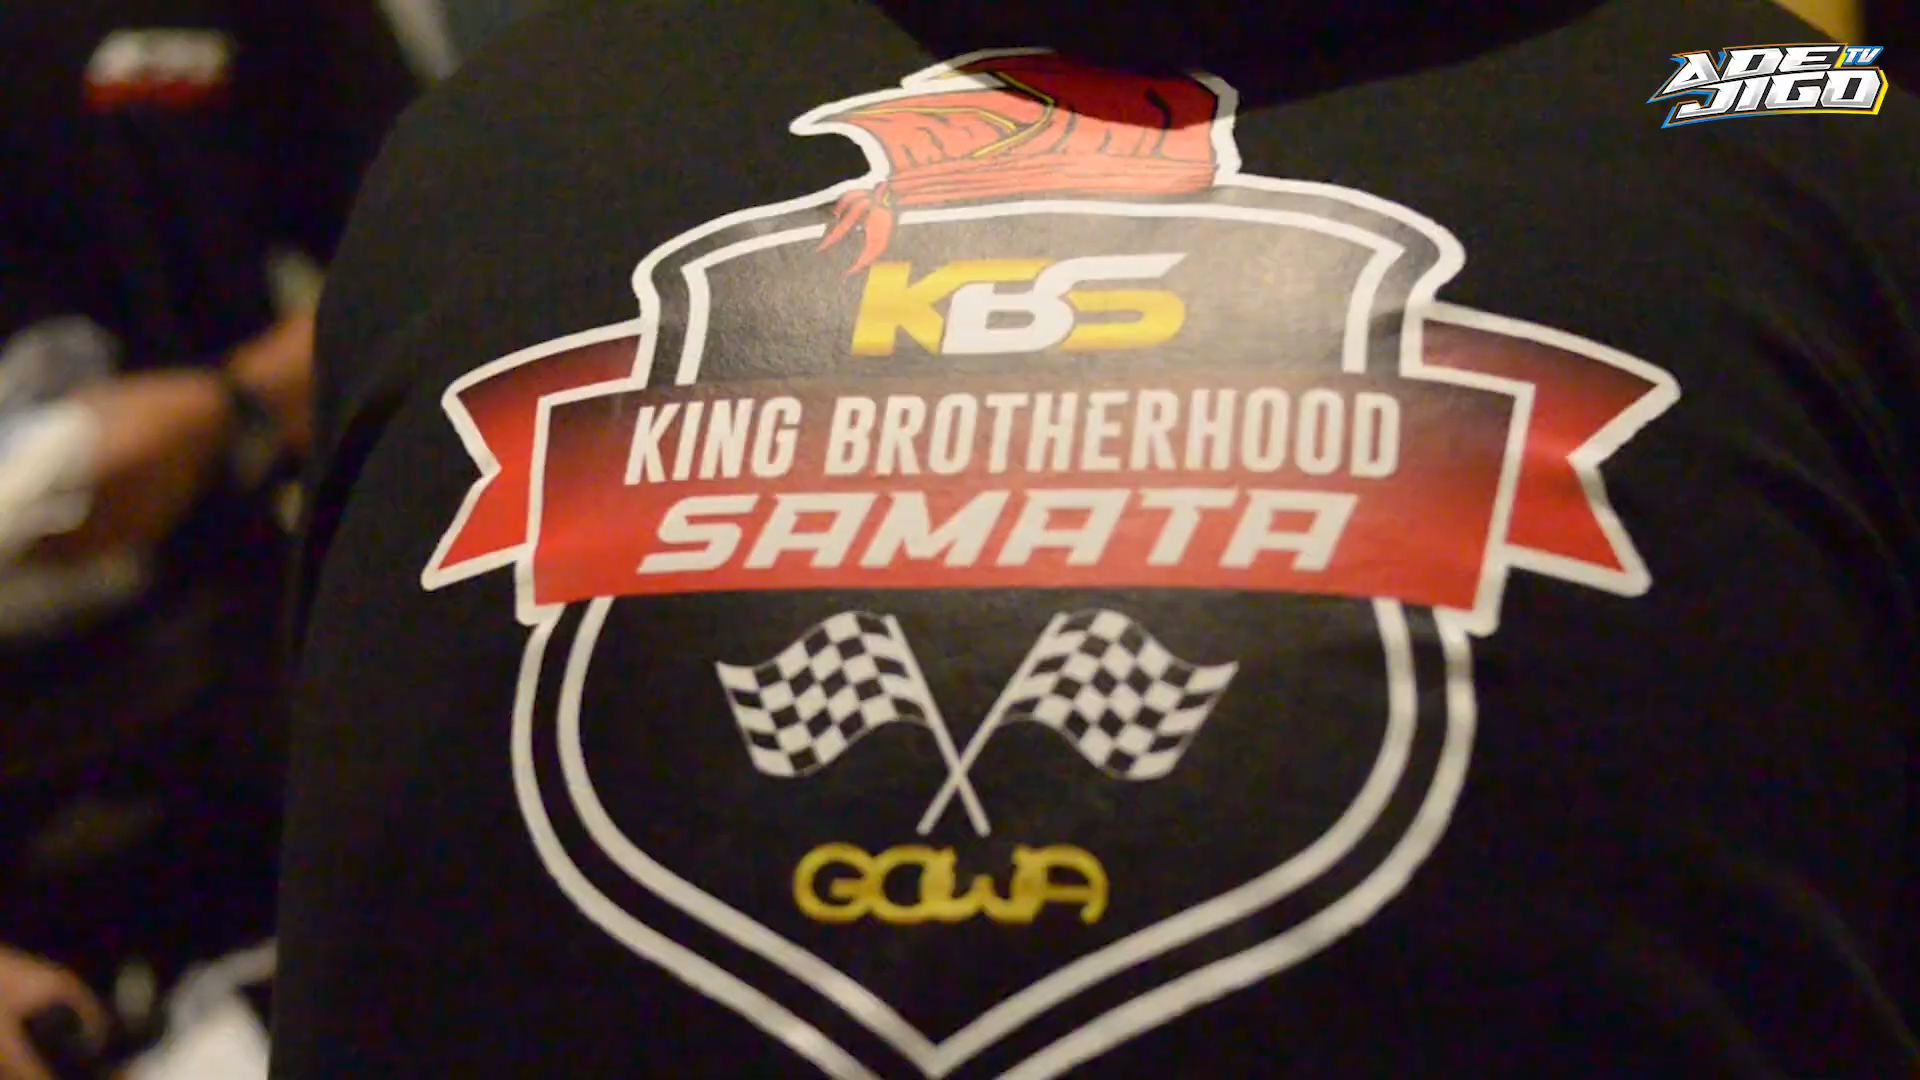 ADE TV
JIGO
KBS
KING BROTHERHOOD
SAMATA
GOWA